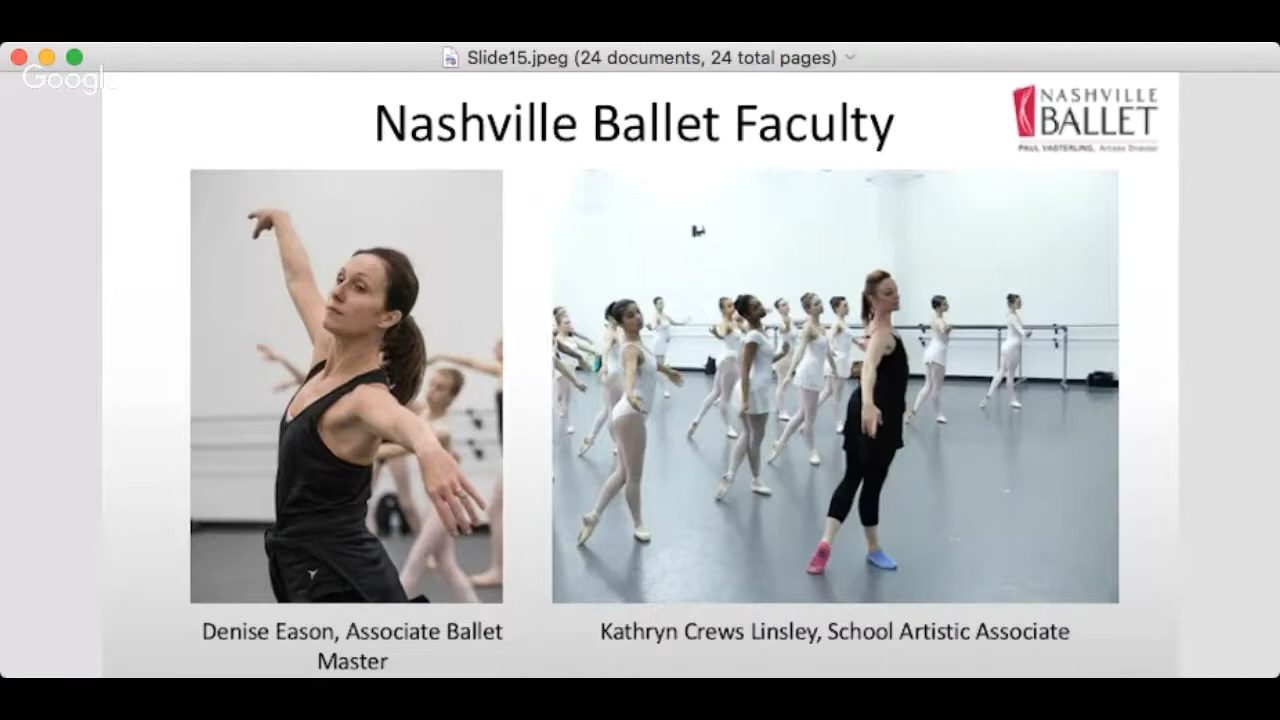 Slide15.jpeg (24 documents, 24 total pages)
Googl
Nashville Ballet Faculty
NASHVILLE
BALLET
PAUL VASTERLING, Artistic Director
Denise Eason, Associate Ballet
Master
Kathryn Crews Linsley, School Artistic Associate